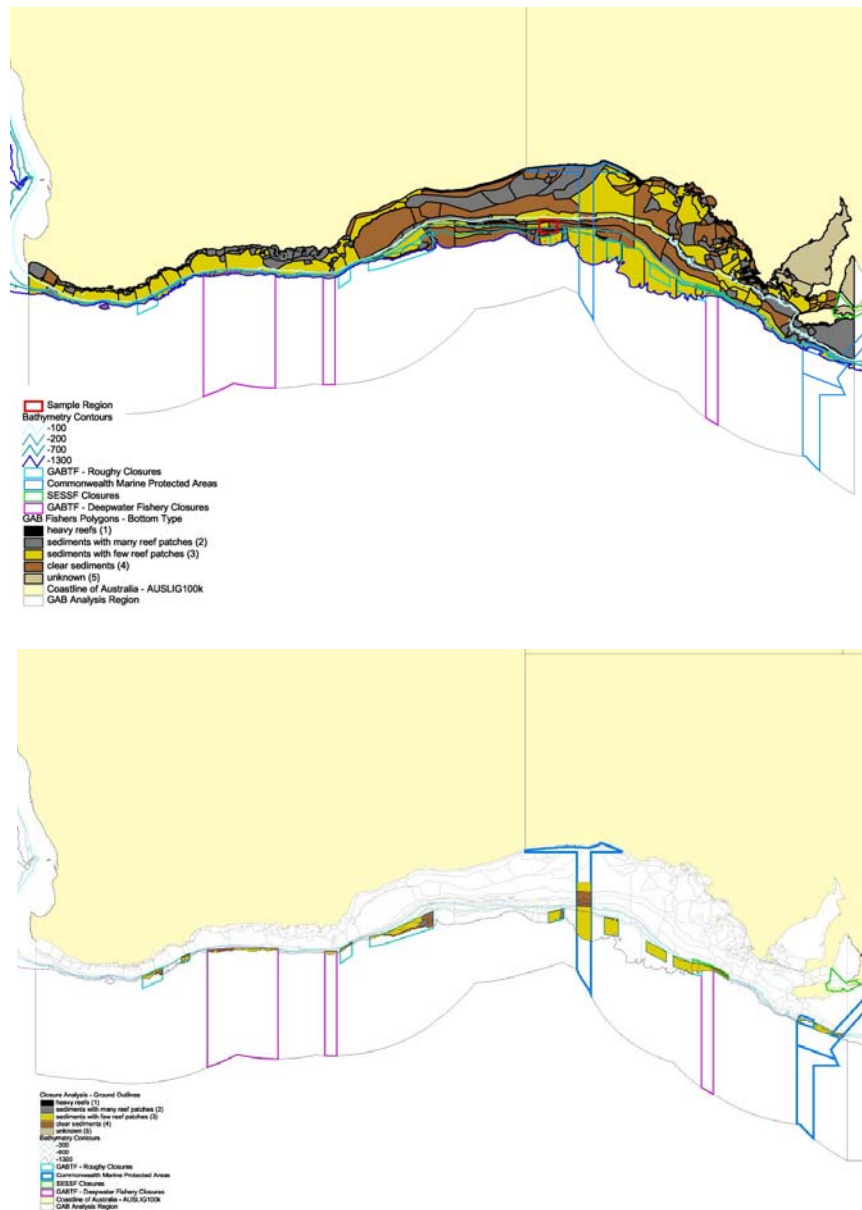 Sample Region
Bathymetry Contours
-100
-200
-700
-1300
GABTF - Roughy Closures
Commonwealth Marine Protected Areas
SESSF Closures
GABTF - Deepwater Fishery Closures
GAB Fishers Polygons - Bottom Type
heavy reefs (1)
sediments with many reef patches (2)
sediments with few reef patches (3)
clear sediments (4)
unknown (5)
Coastline of Australia - AUSLIG100k
GAB Analysis Region
Closure Analysis - Ground Outlines
heavy reefs (1)
sediments with many reef patches (2)
sediments with few reef patches (3)
clear sediments (4)
unknown (5)
Bathymetry Contours
-300
-600
-1300
GABTF - Roughy Closures
Commonwealth Marine Protected Areas
SESSF Closures
GABTF - Deepwater Fishery Closures
Coastline of Australia - AUSLIG100k
GAB Analysis Region